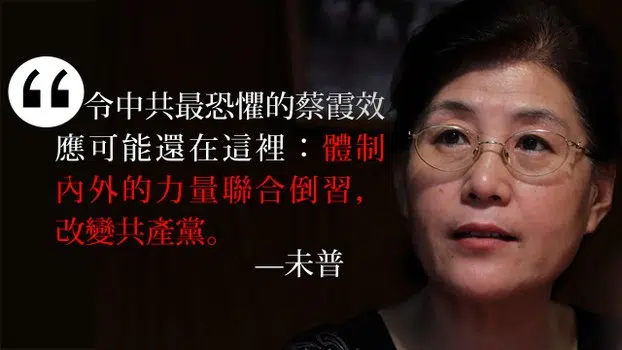 令中共最恐懼的蔡霞效
應可能還在這裡：體制
內外的力量聯合倒習，
改變共產黨。
—未普